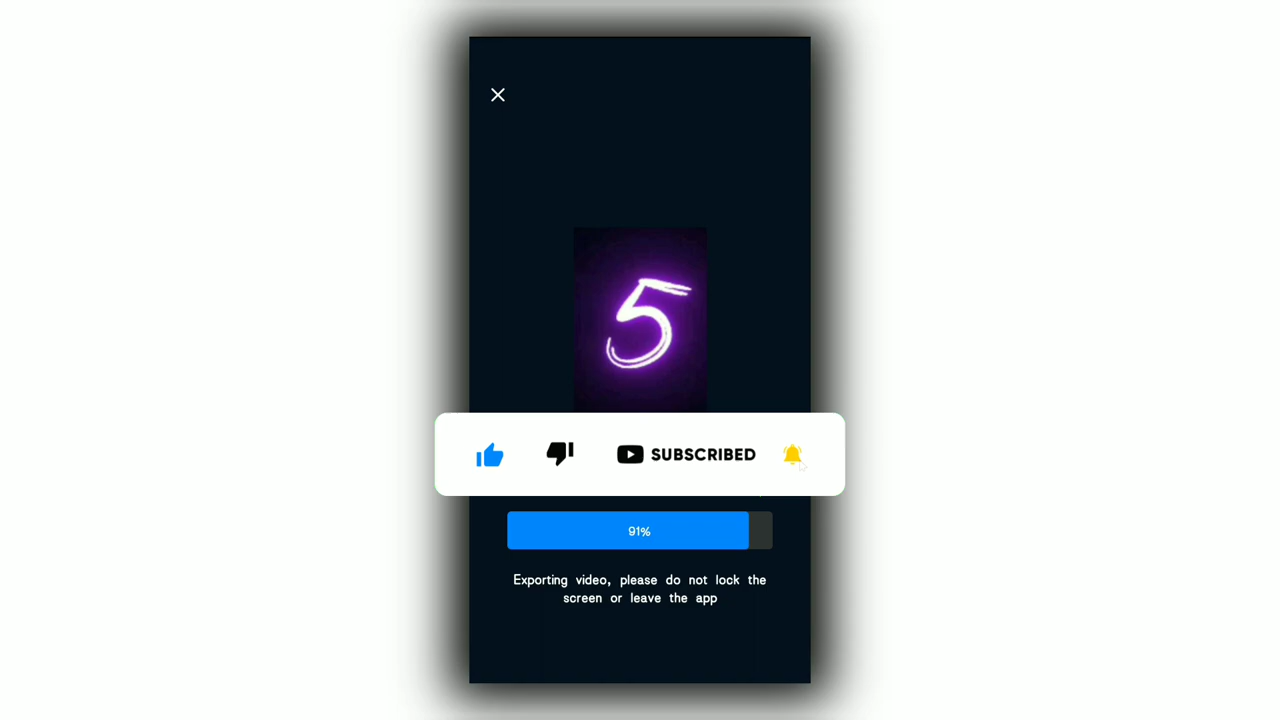 5
SUBSCRIBED
91%
Exporting video, please do not lock the
screen or leave the app